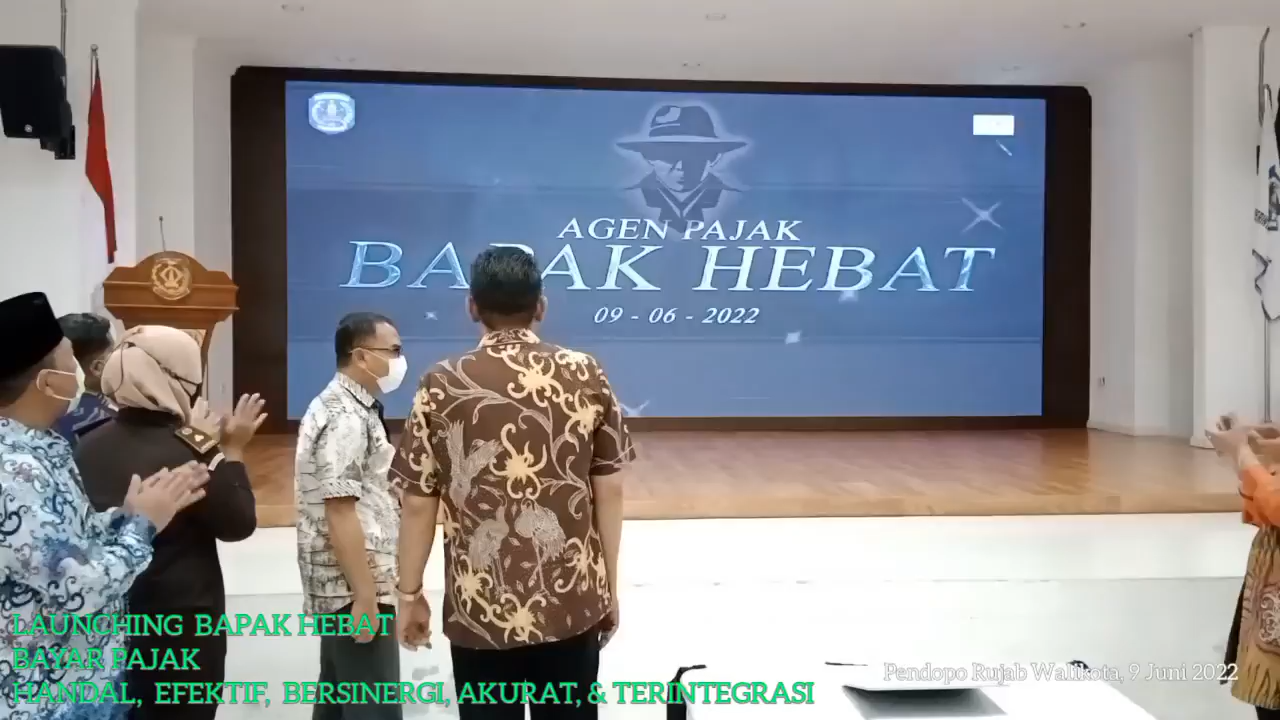 AGEN PAJAK
BAPAK HEBAT
09 - 06 - 2022
LAUNCHING BAPAK HEBAT
BAYAR PAJAK
HANDAL, EFEKTIF, BERSINERGI, AKURAT, & TERINTEGRASI
Pendopo Rujab Walikota, 9 Juni 2022